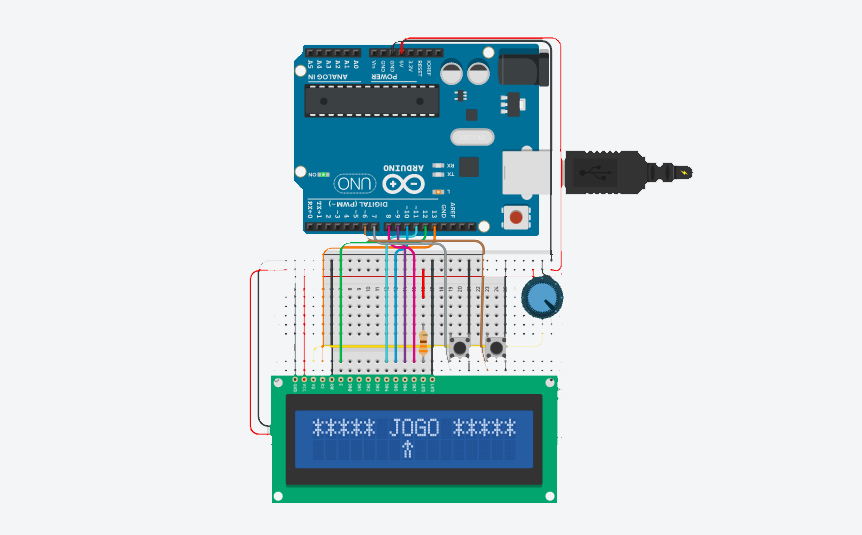 A5 A4 A3 A2 A1 A0
Vin GND GND 5V 3.3V RESET IOREF
ANALOG IN
POWER
ON
UNO
ARDUINO
RX
TX
L
DIGITAL (PWM~)
RX←0 TX→1 2 ~3 4 ~5 ~6 7 8 ~9 ~10 ~11 12 13 GND AREF
***** JOGO *****